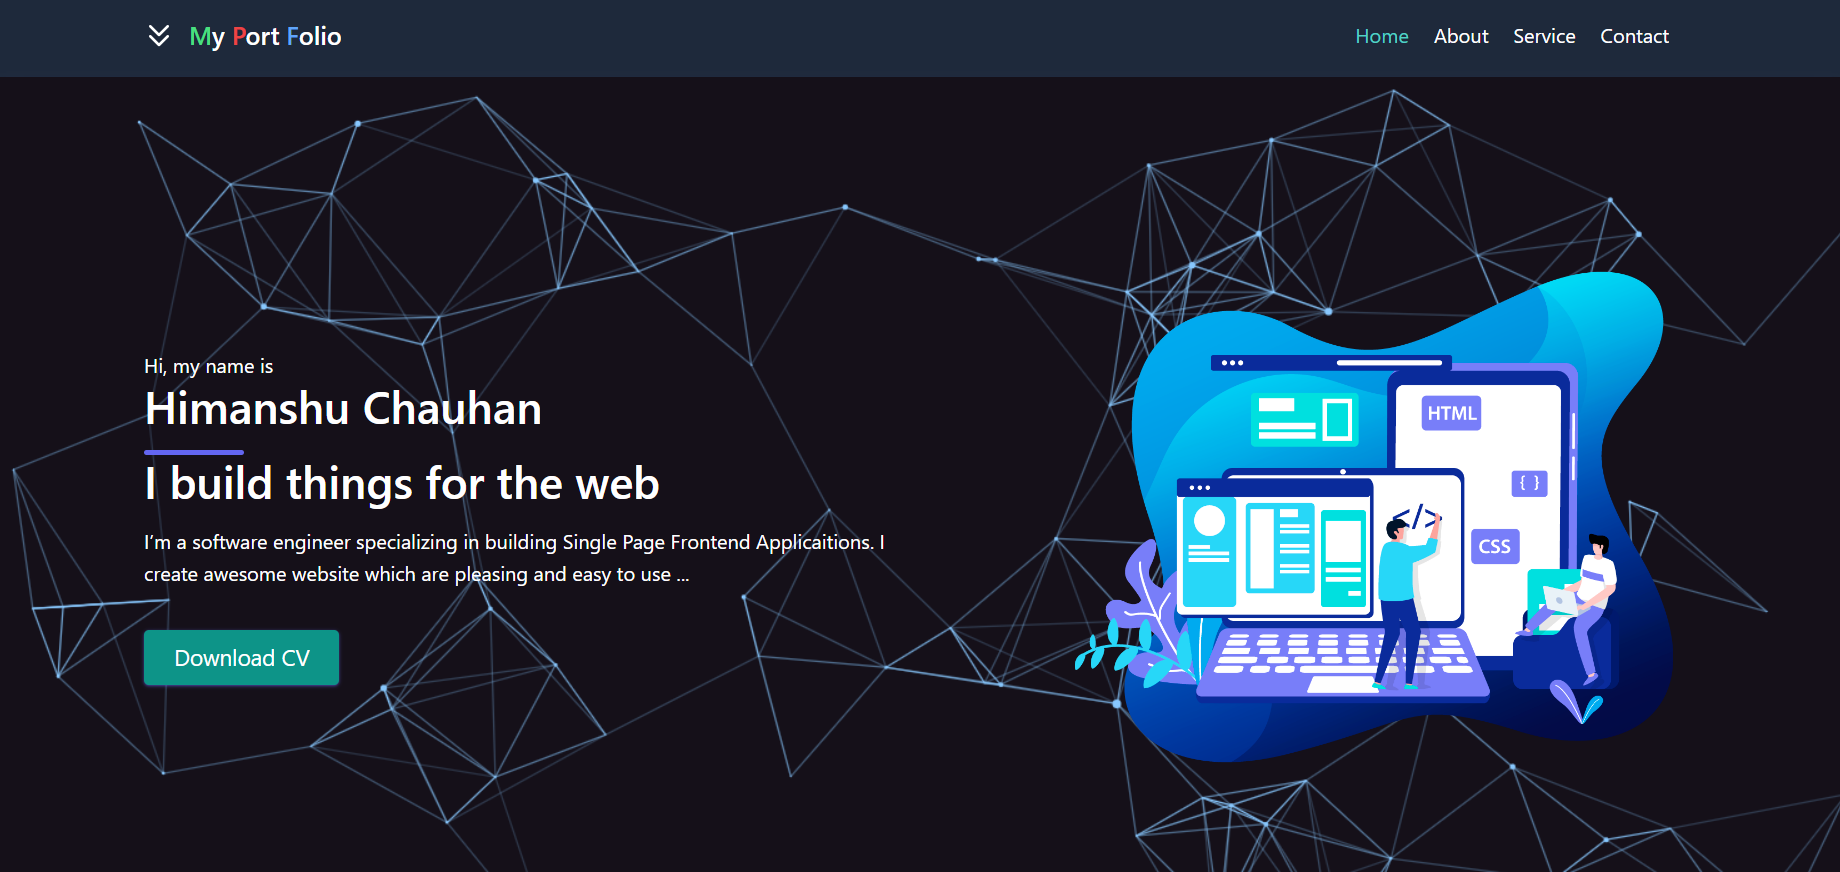 My Port Folio
Home About Service Contact
Hi, my name is
Himanshu Chauhan
I build things for the web
I'm a software engineer specializing in building Single Page Frontend Applicaitions. I
create awesome website which are pleasing and easy to use ...
Download CV
HTML
{ }
</>
CSS